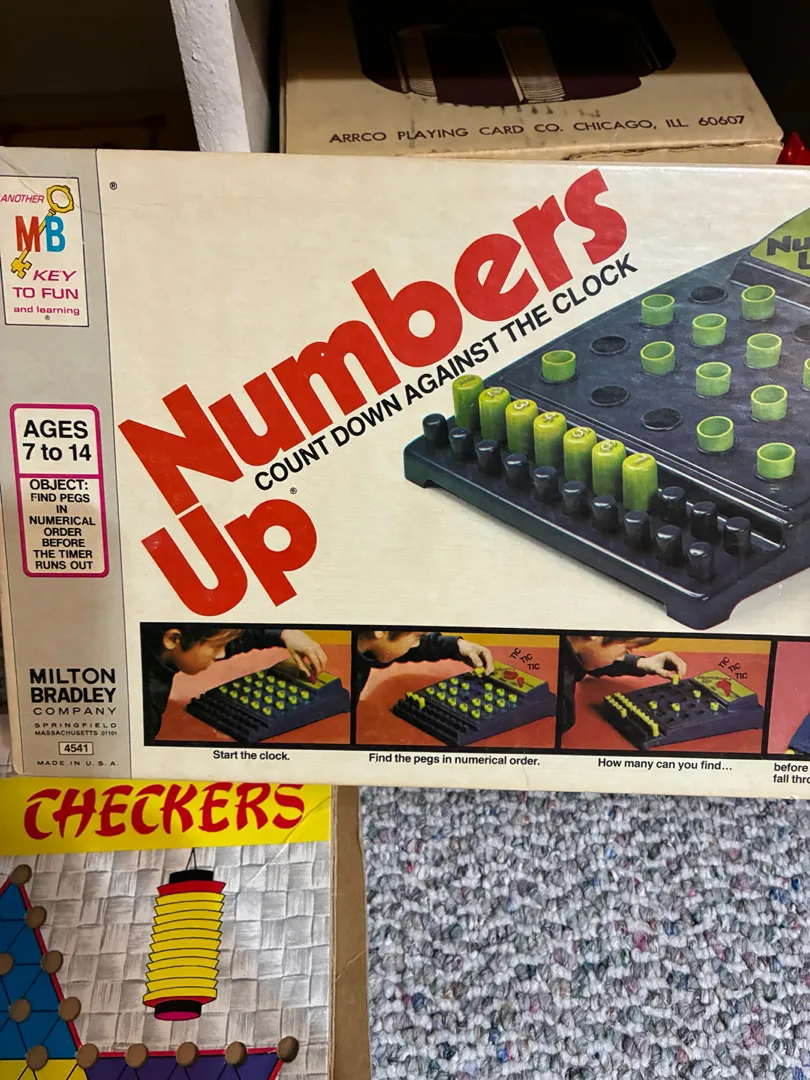 ARRCO PLAYING CARD CO. CHICAGO, ILL 60607
ANOTHER
MB
KEY
TO FUN
and learning
®
®
Numbers
Up®
COUNT DOWN AGAINST THE CLOCK
AGES
7 to 14
OBJECT:
FIND PEGS
IN
NUMERICAL
ORDER
BEFORE
THE TIMER
RUNS OUT
TIC
TIC
TIC
TIC
TIC
TIC
MILTON
BRADLEY
COMPANY
SPRINGFIELD
MASSACHUSETTS 01101
4541
MADE IN U.S.A.
Start the clock.
Find the pegs in numerical order.
How many can you find...
before
CHECKERS